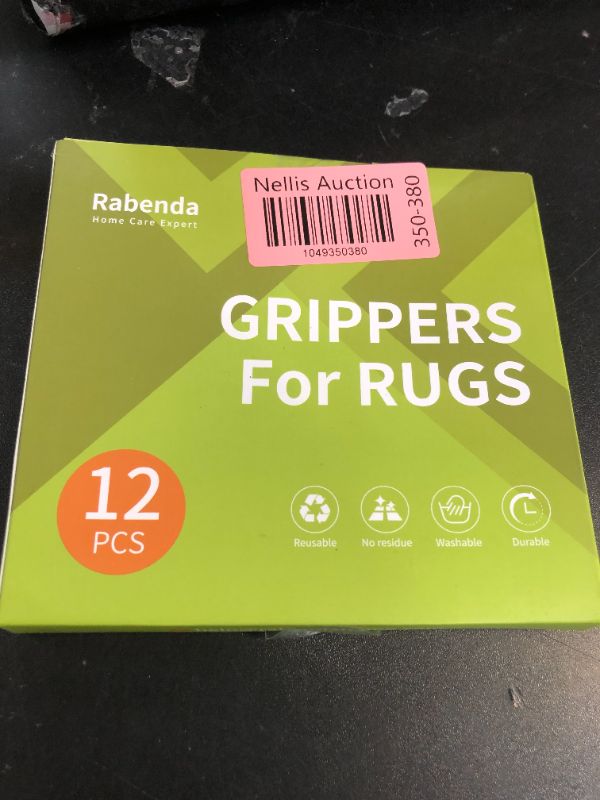 Rabenda
Home Care Expert
Nellis Auction
1049350380
350-380
GRIPPERS
For RUGS
12
PCS
Reusable
No residue
Washable
Durable